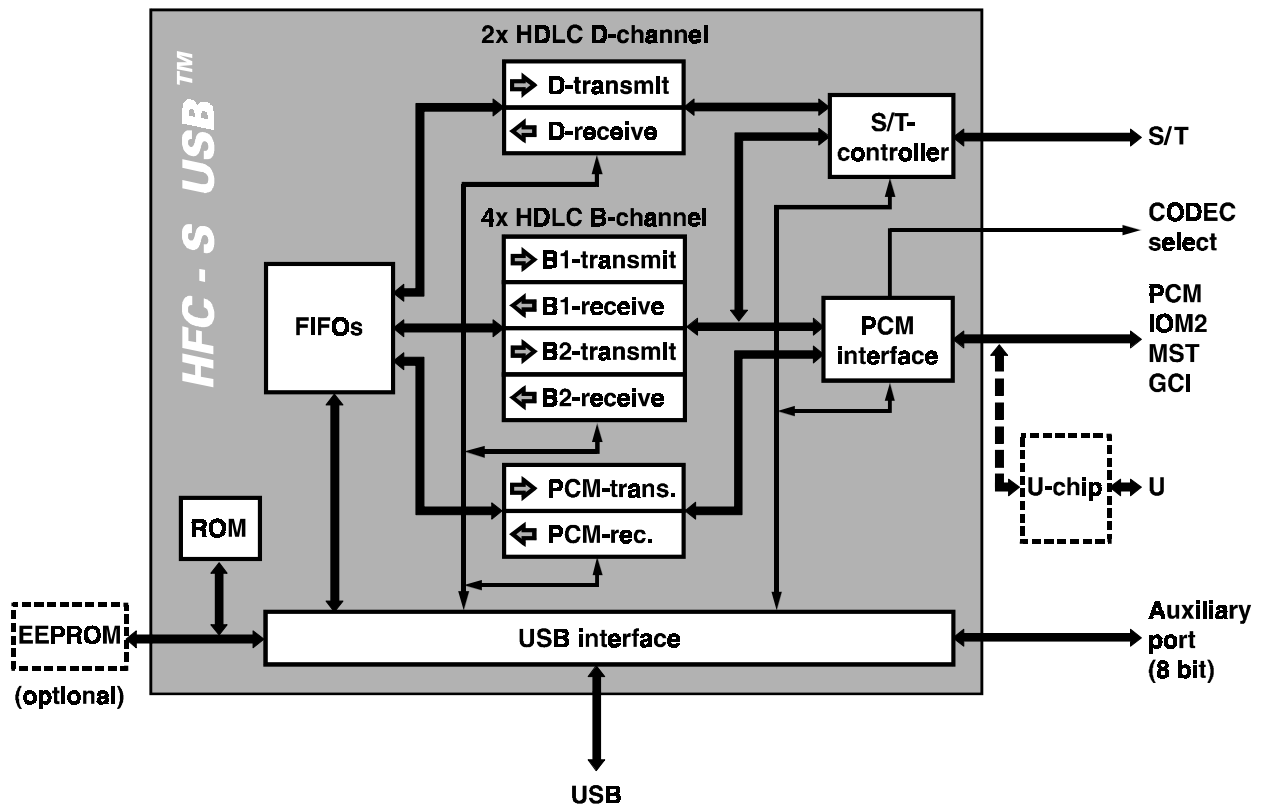 HFC - S USB™
2x HDLC D-channel
D-transmit
D-receive
S/T-
controller
S/T
4x HDLC B-channel
B1-transmit
B1-receive
B2-transmit
B2-receive
FIFOs
PCM
interface
CODEC
select
PCM
IOM2
MST
GCI
U-chip
U
PCM-trans.
PCM-rec.
ROM
EEPROM
(optional)
USB interface
Auxiliary
port
(8 bit)
USB